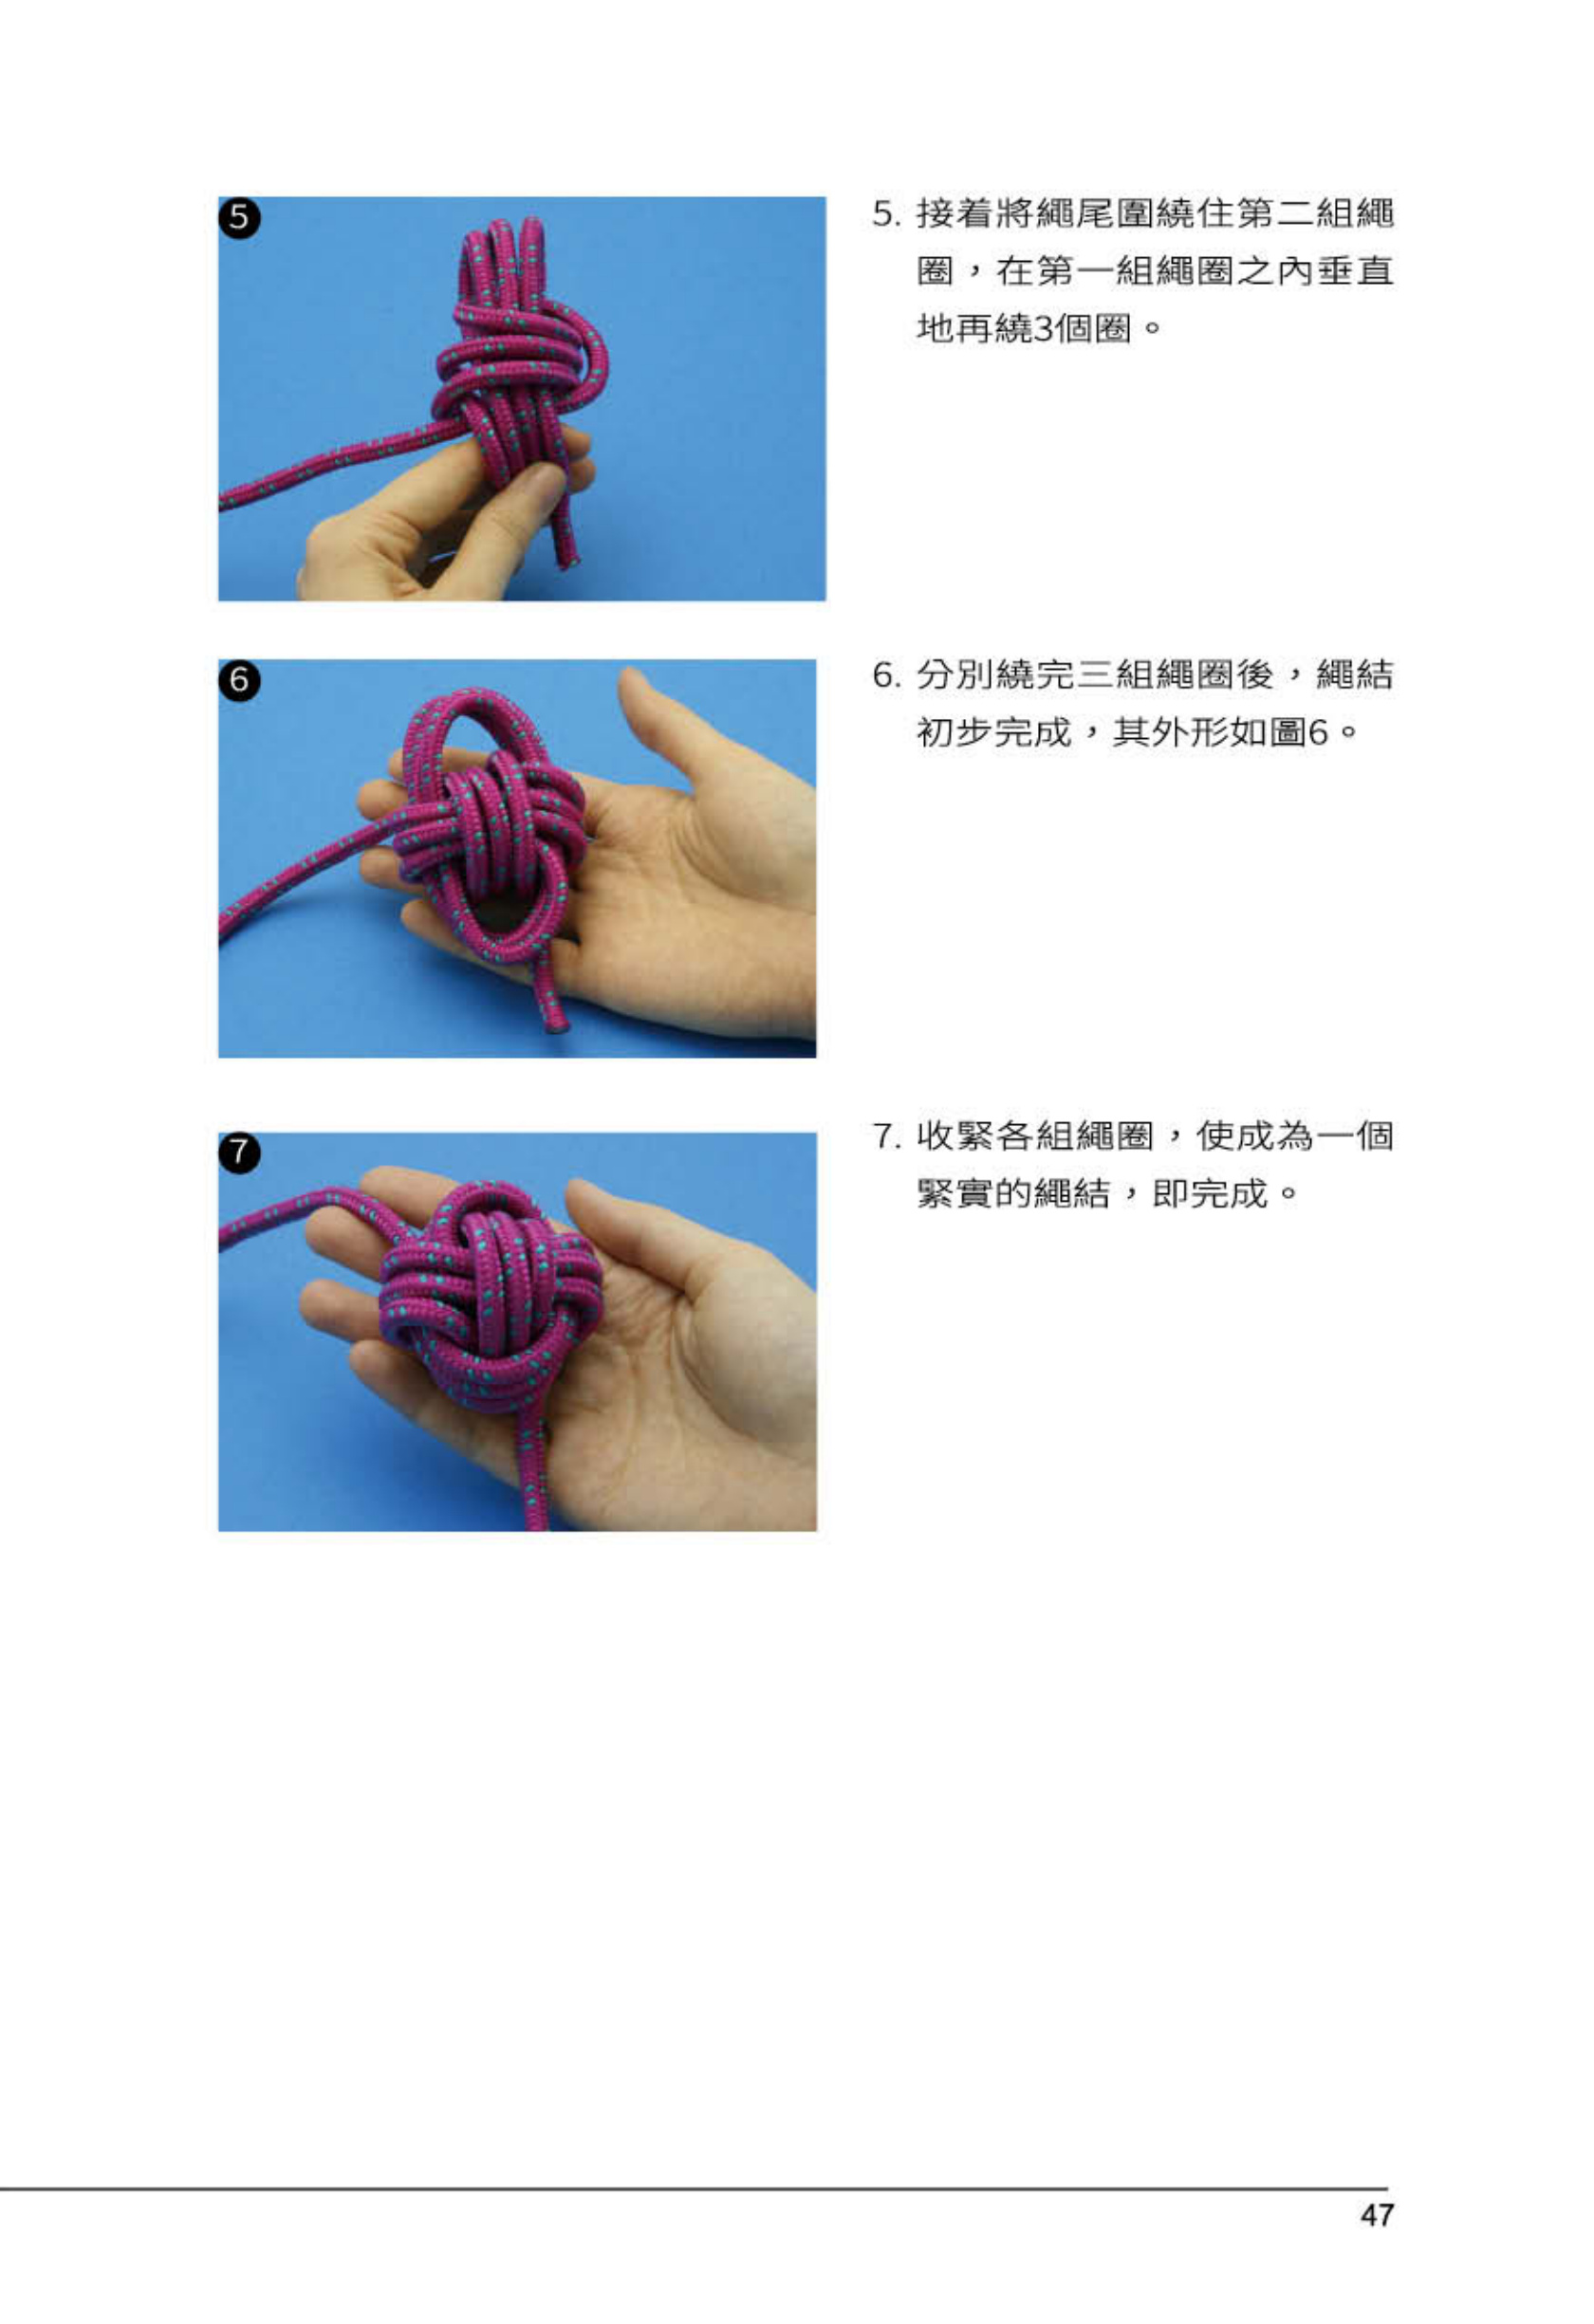 5
5. 接着將繩尾圍繞住第二組繩
圈，在第一組繩圈之內垂直
地再繞3個圈。
6
6. 分別繞完三組繩圈後，繩結
初步完成，其外形如圖6。
7
7. 收緊各組繩圈，使成為一個
緊實的繩結，即完成。
47